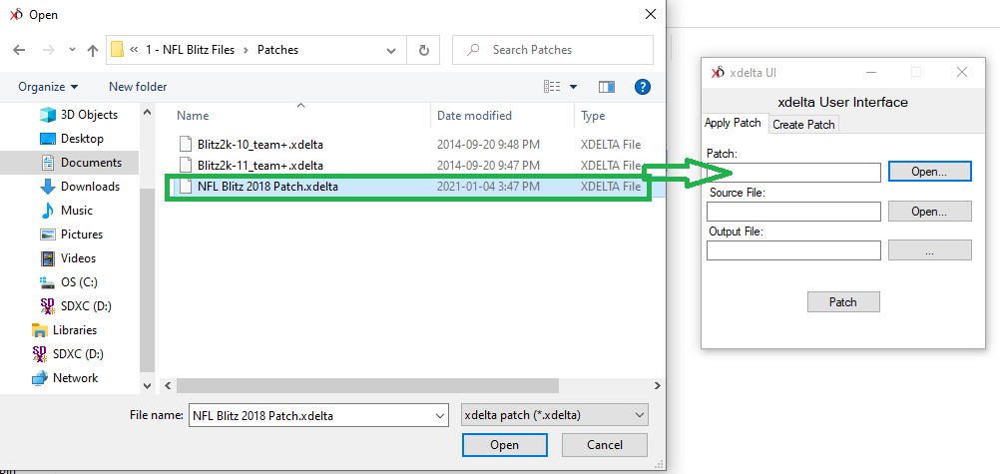 Open
« 1 - NFL Blitz Files > Patches
Search Patches
Organize
New folder
3D Objects
Desktop
Documents
Downloads
Music
Pictures
Videos
OS (C:)
SDXC (D:)
Libraries
SDXC (D:)
Network
Name Date modified Type
Blitz2k-10_team+.xdelta 2014-09-20 9:48 PM XDELTA File
Blitz2k-11_team+.xdelta 2014-09-20 9:47 PM XDELTA File
NFL Blitz 2018 Patch.xdelta 2021-01-04 3:47 PM XDELTA File
File name: NFL Blitz 2018 Patch.xdelta xdelta patch (*.xdelta)
Open Cancel
xdelta UI
xdelta User Interface
Apply Patch Create Patch
Patch:
Open...
Source File:
Open...
Output File:
...
Patch